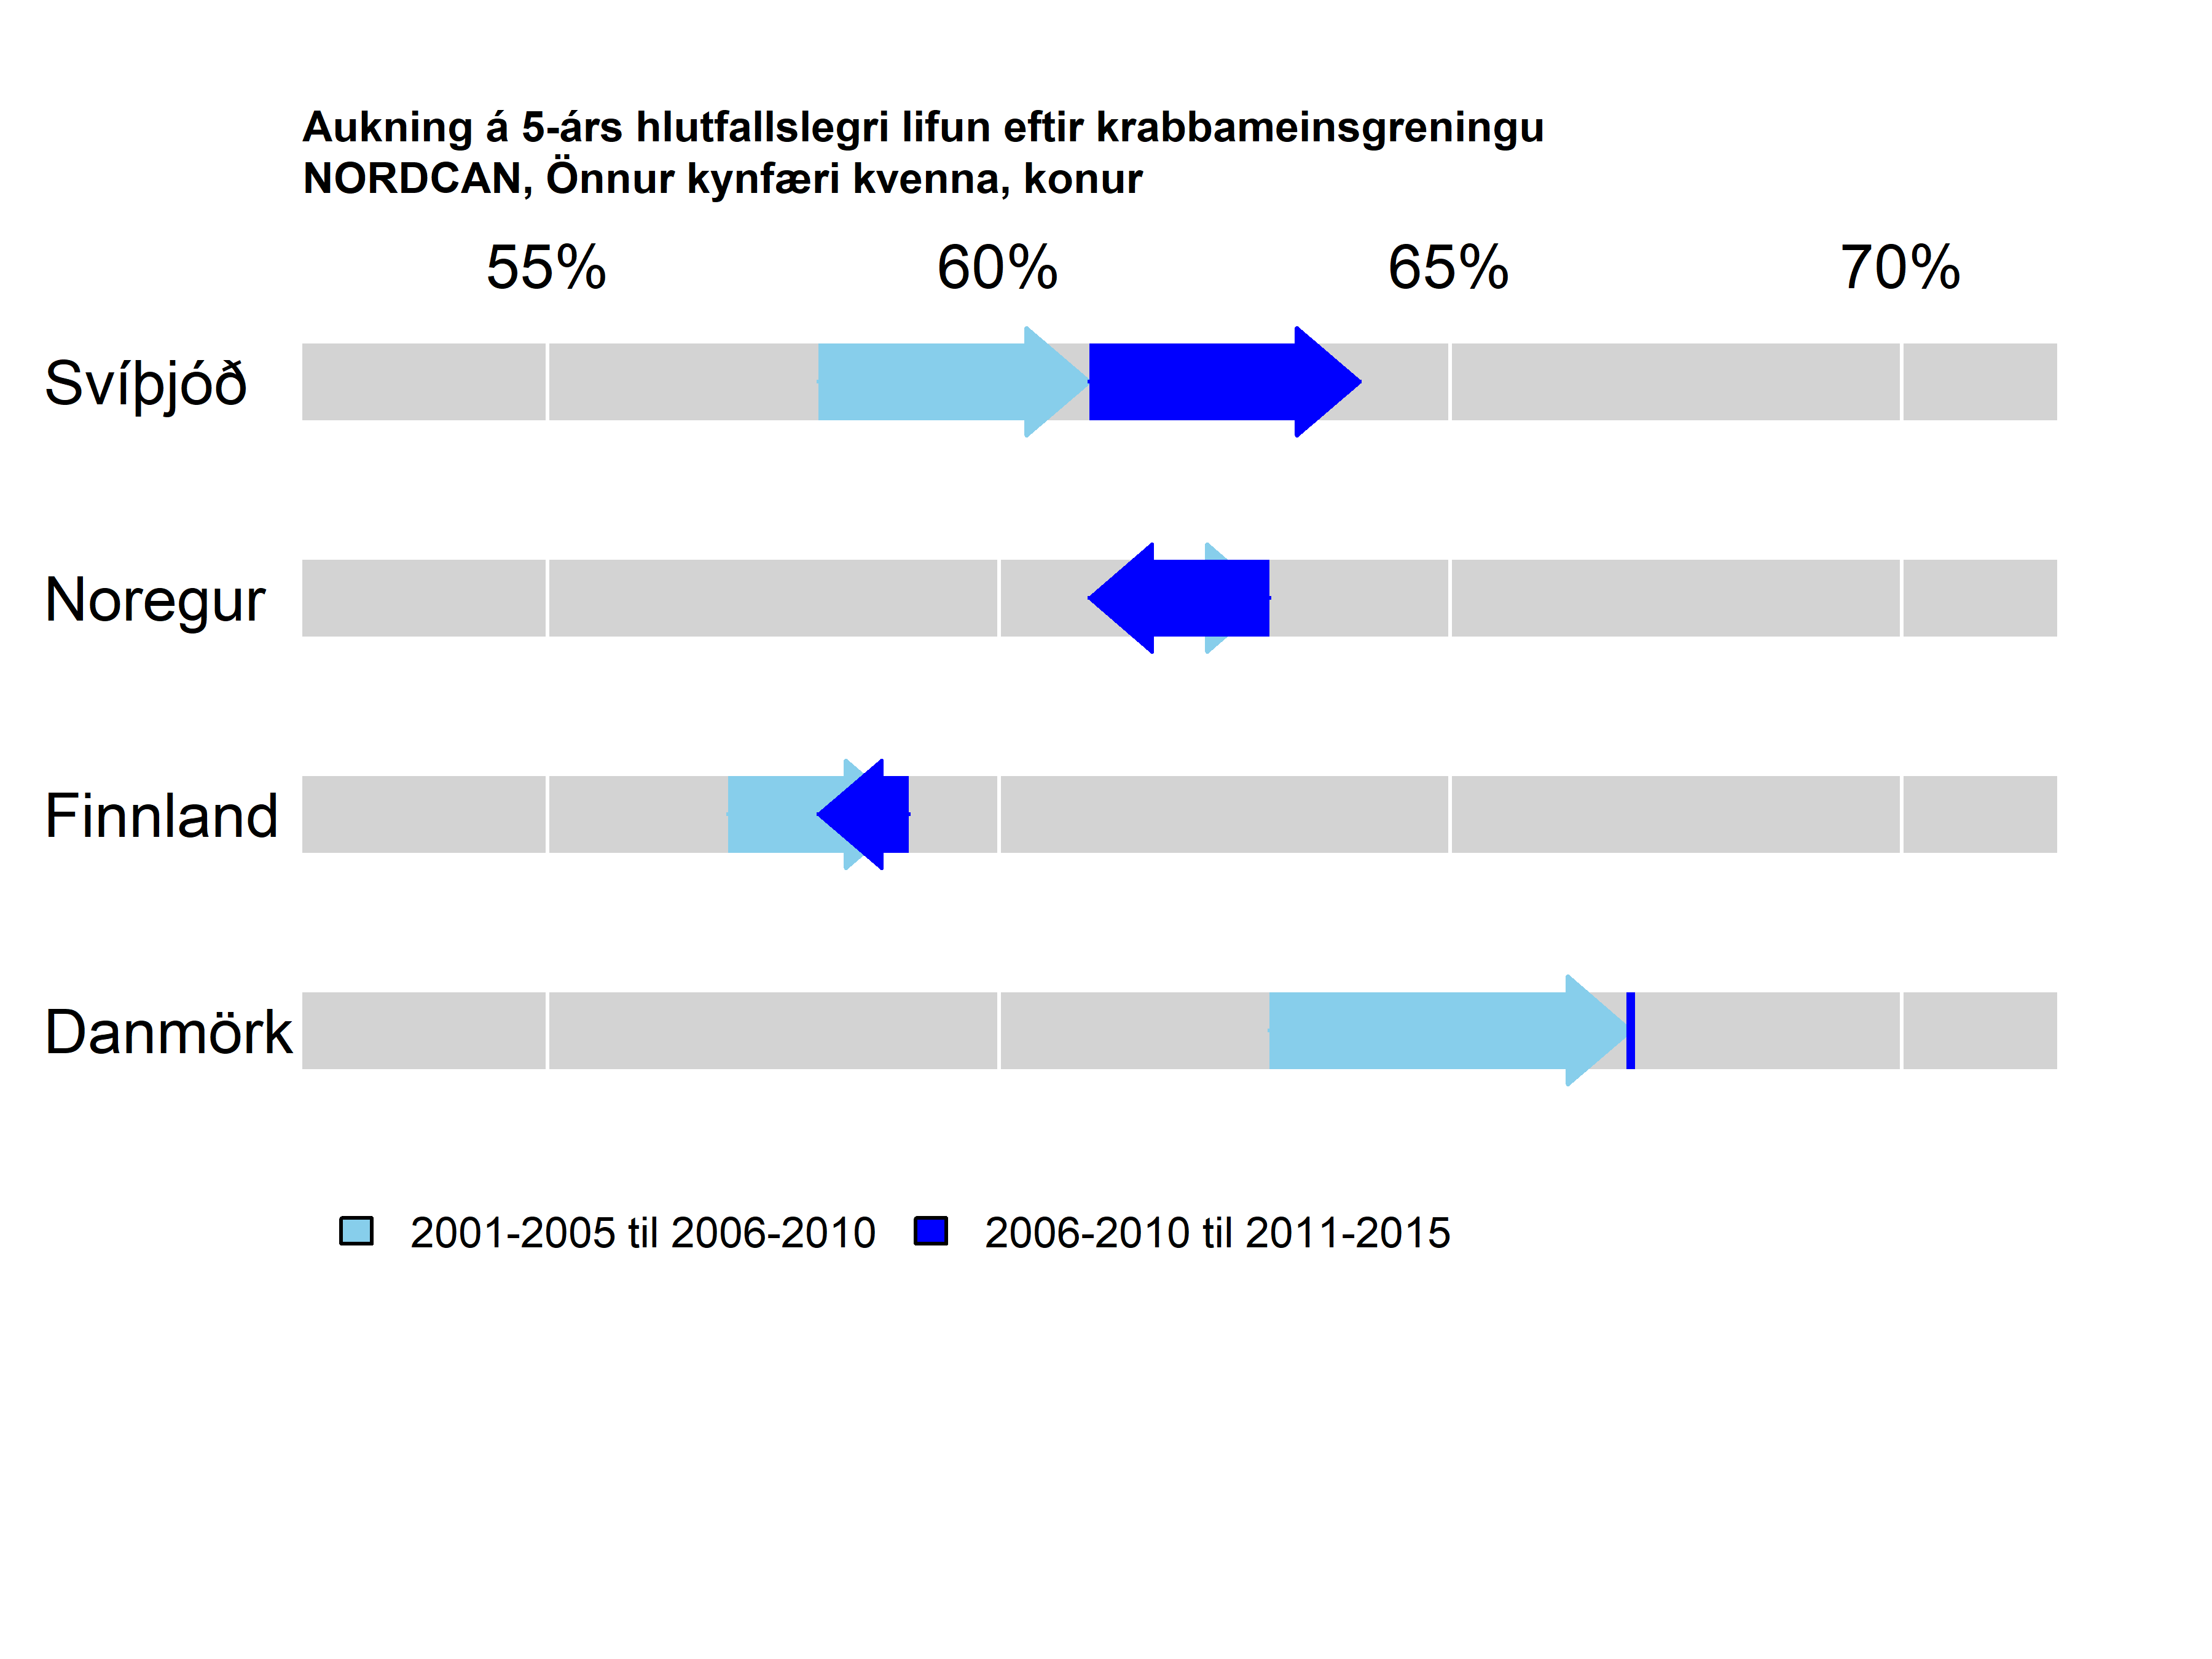 Aukning á 5-árs hlutfallslegri lifun eftir krabbameinsgreningu
NORDCAN, Önnur kynfæri kvenna, konur
55% 60% 65% 70%
Svíþjóð
Noregur
Finnland
Danmörk
2001-2005 til 2006-2010 2006-2010 til 2011-2015